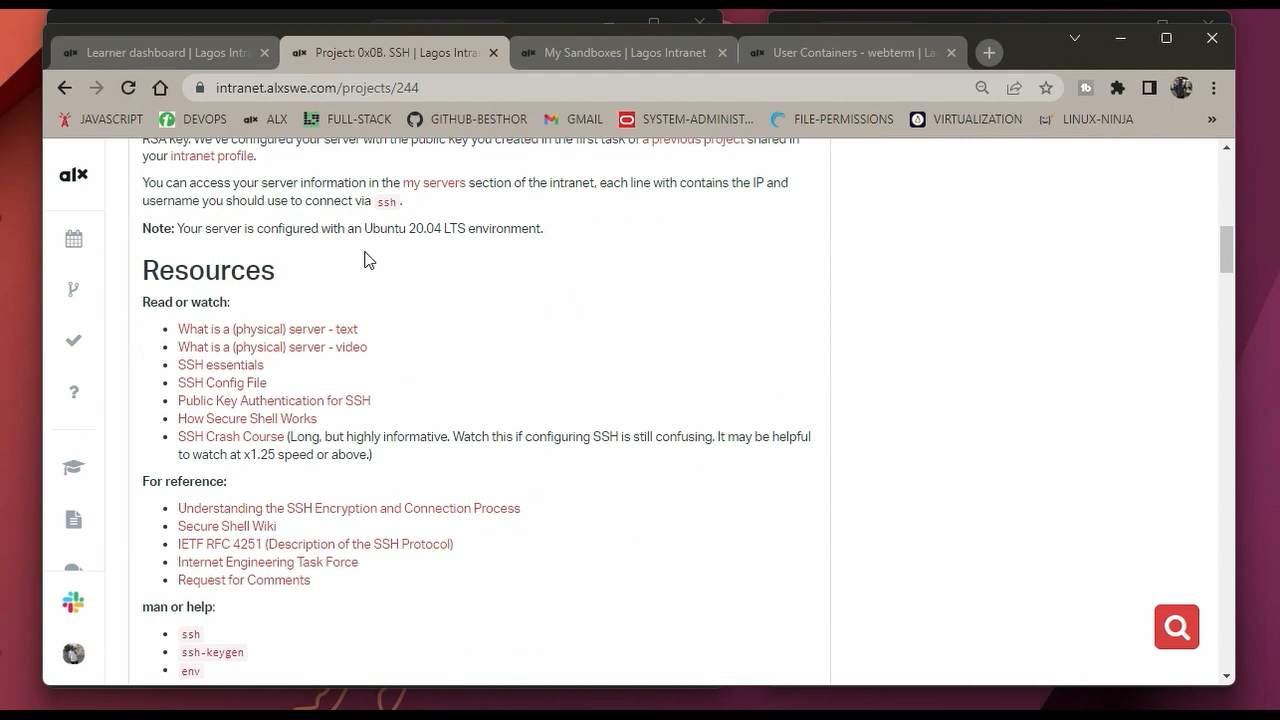 alx Learner dashboard | Lagos Intra
alx Project: 0x0B. SSH | Lagos Intra
alx My Sandboxes | Lagos Intranet
alx User Containers - webterm | La
intranet.alxswe.com/projects/244
JAVASCRIPT
DEVOPS
alx ALX
FULL-STACK
GITHUB-BESTHOR
GMAIL
SYSTEM-ADMINIST...
FILE-PERMISSIONS
VIRTUALIZATION
LINUX-NINJA
»
alx
RSA key. We've configured your server with the public key you created in the first task of a previous project shared in
your intranet profile.
You can access your server information in the my servers section of the intranet, each line with contains the IP and
username you should use to connect via ssh.
Note: Your server is configured with an Ubuntu 20.04 LTS environment.
Resources
Read or watch:
• What is a (physical) server - text
• What is a (physical) server - video
• SSH essentials
• SSH Config File
• Public Key Authentication for SSH
• How Secure Shell Works
• SSH Crash Course (Long, but highly informative. Watch this if configuring SSH is still confusing. It may be helpful
to watch at x1.25 speed or above.)
For reference:
• Understanding the SSH Encryption and Connection Process
• Secure Shell Wiki
• IETF RFC 4251 (Description of the SSH Protocol)
• Internet Engineering Task Force
• Request for Comments
man or help:
• ssh
• ssh-keygen
• env